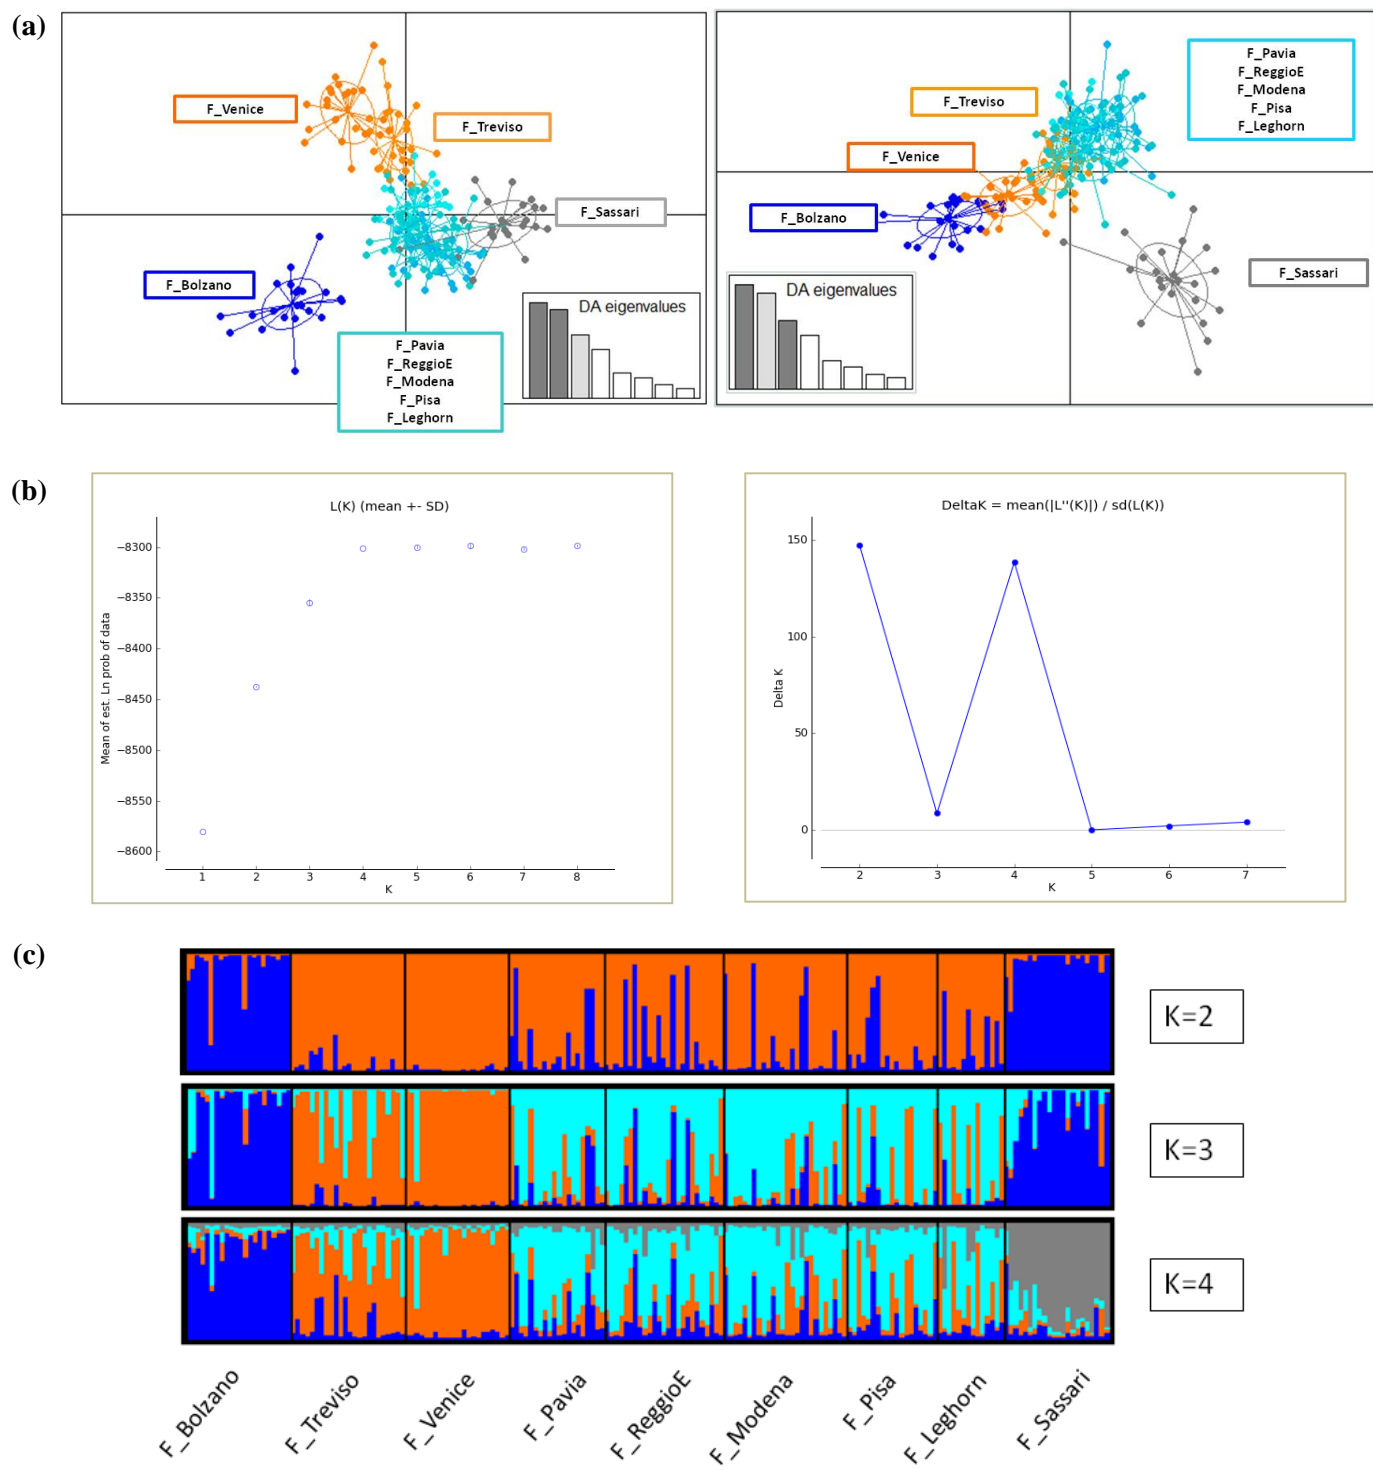 (a)
F_Venice
F_Treviso
F_Sassari
F_Bolzano
F_Pavia
F_ReggioE
F_Modena
F_Pisa
F_Leghorn
DA eigenvalues
F_Pavia
F_ReggioE
F_Modena
F_Pisa
F_Leghorn
F_Treviso
F_Venice
F_Bolzano
F_Sassari
DA eigenvalues
(b)
L(K) (mean +- SD)
Mean of est. Ln prob of data
−8300
−8350
−8400
−8450
−8500
−8550
−8600
1 2 3 4 5 6 7 8
K
DeltaK = mean(|L''(K)|) / sd(L(K))
Delta K
150
100
50
0
2 3 4 5 6 7
K
(c)
K=2
K=3
K=4
F_Bolzano
F_Treviso
F_Venice
F_Pavia
F_ReggioE
F_Modena
F_Pisa
F_Leghorn
F_Sassari